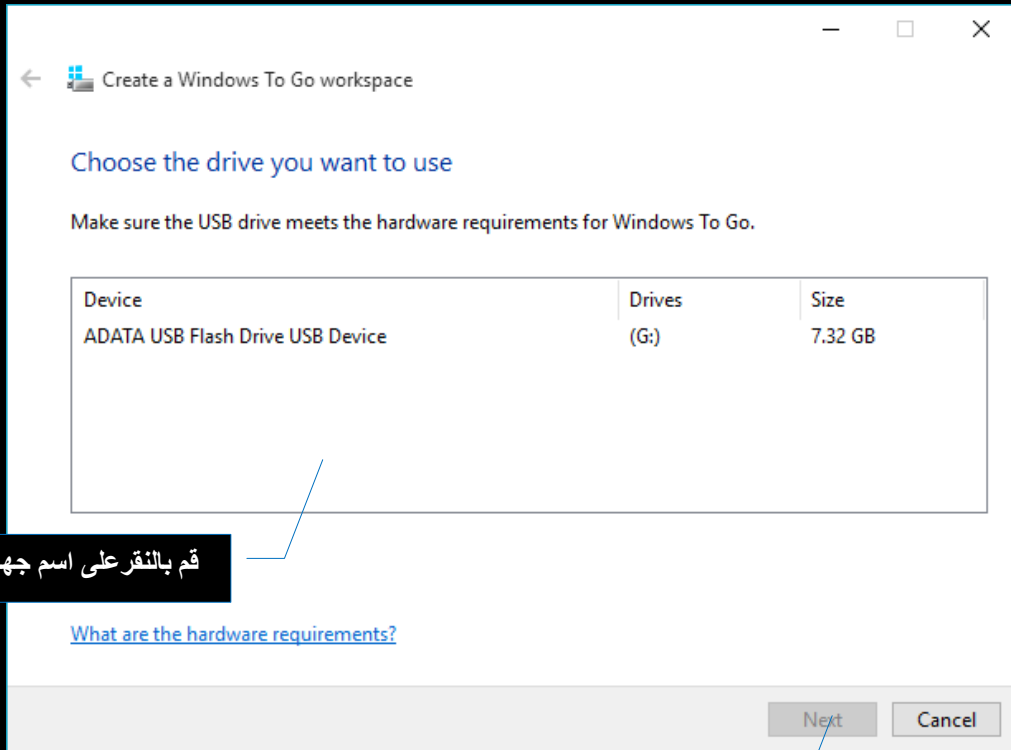 Create a Windows To Go workspace
Choose the drive you want to use
Make sure the USB drive meets the hardware requirements for Windows To Go.
Device Drives Size
ADATA USB Flash Drive USB Device (G:) 7.32 GB
قم بالنقر على اسم
What are the hardware requirements?
Next Cancel